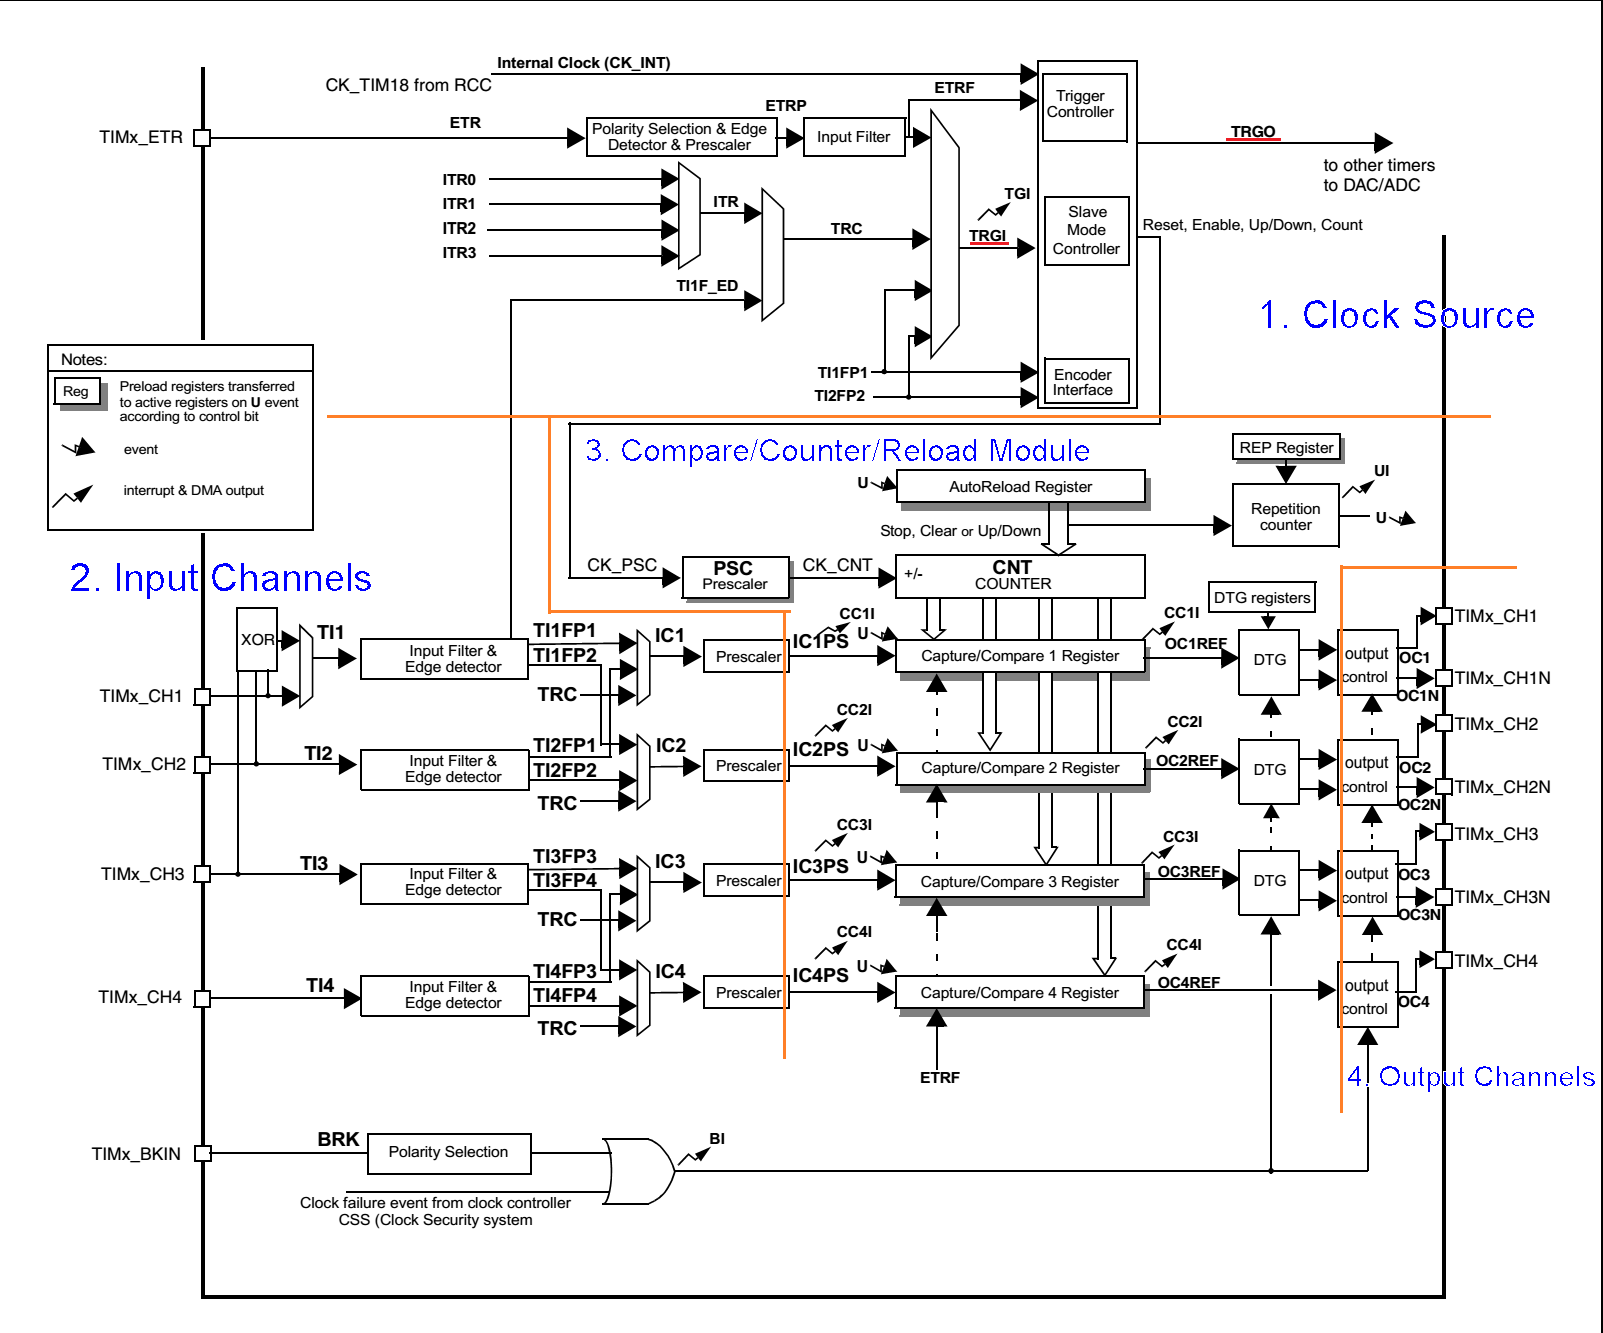 Internal Clock (CK_INT)
CK_TIM18 from RCC
ETRF
Trigger
Controller
ETRP
TIMx_ETR
ETR
Polarity Selection & Edge
Detector & Prescaler
Input Filter
TRGO
to other timers
to DAC/ADC
ITR0
ITR1
ITR2
ITR3
ITR
TRC
TGI
TRGI
Slave
Mode
Controller
Reset, Enable, Up/Down, Count
TI1F_ED
1. Clock Source
TI1FP1
TI2FP2
Encoder
Interface
Notes:
Reg
Preload registers transferred
to active registers on U event
according to control bit
event
interrupt & DMA output
3. Compare/Counter/Reload Module
REP Register
U
AutoReload Register
UI
Stop, Clear or Up/Down
Repetition
counter
U
2. Input Channels
CK_PSC
PSC
Prescaler
CK_CNT
+/-
CNT
COUNTER
DTG registers
XOR
TI1
Input Filter &
Edge detector
TI1FP1
TI1FP2
TRC
IC1
Prescaler
CC1I
U
IC1PS
Capture/Compare 1 Register
CC1I
OC1REF
DTG
output
control
OC1
OC1N
TIMx_CH1
TIMx_CH1N
TIMx_CH1
TIMx_CH2
TI2
Input Filter &
Edge detector
TI2FP1
TI2FP2
TRC
IC2
Prescaler
CC2I
U
IC2PS
Capture/Compare 2 Register
CC2I
OC2REF
DTG
output
control
OC2
OC2N
TIMx_CH2
TIMx_CH2N
TIMx_CH3
TI3
Input Filter &
Edge detector
TI3FP3
TI3FP4
TRC
IC3
Prescaler
CC3I
U
IC3PS
Capture/Compare 3 Register
CC3I
OC3REF
DTG
output
control
OC3
OC3N
TIMx_CH3
TIMx_CH3N
TIMx_CH4
TI4
Input Filter &
Edge detector
TI4FP3
TI4FP4
TRC
IC4
Prescaler
CC4I
U
IC4PS
Capture/Compare 4 Register
CC4I
OC4REF
output
control
OC4
TIMx_CH4
ETRF
4. Output Channels
TIMx_BKIN
BRK
Polarity Selection
BI
Clock failure event from clock controller
CSS (Clock Security system